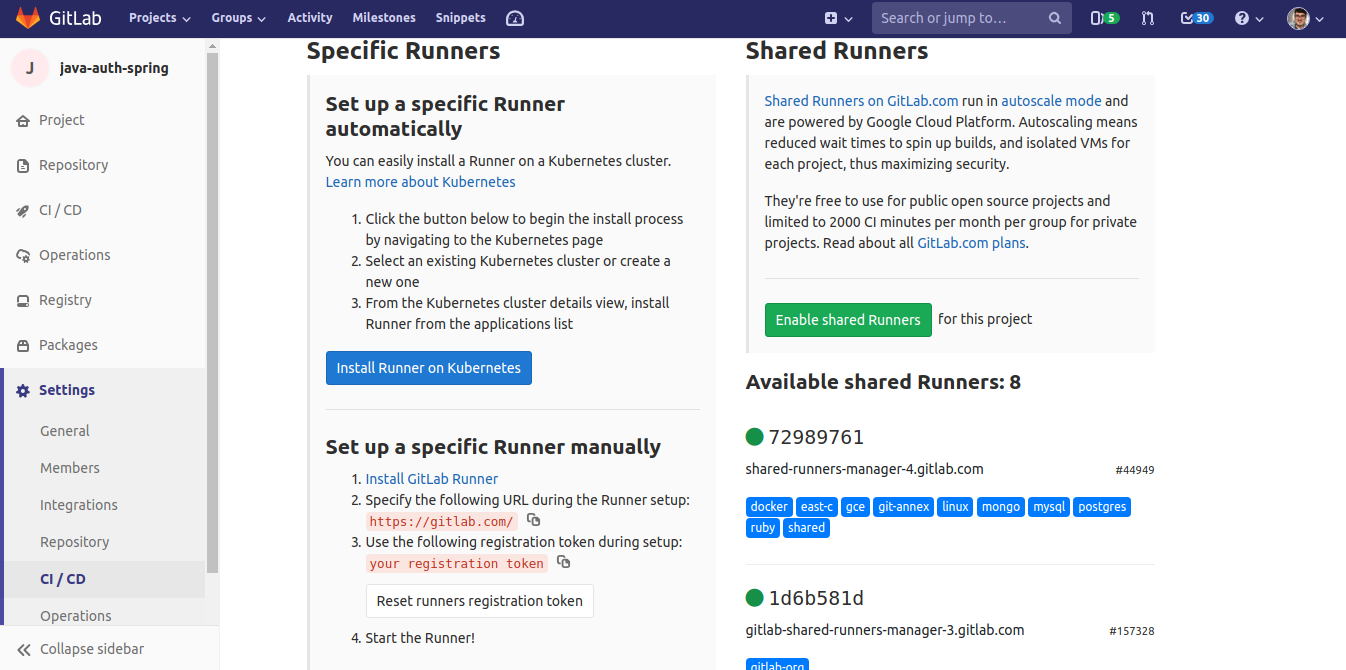 GitLab Projects Groups Activity Milestones Snippets Search or jump to… 5 30
J java-auth-spring
Project
Repository
CI / CD
Operations
Registry
Packages
Settings
General
Members
Integrations
Repository
CI / CD
Operations
Collapse sidebar
Specific Runners
Set up a specific Runner
automatically
You can easily install a Runner on a Kubernetes cluster.
Learn more about Kubernetes
1. Click the button below to begin the install process
by navigating to the Kubernetes page
2. Select an existing Kubernetes cluster or create a
new one
3. From the Kubernetes cluster details view, install
Runner from the applications list
Install Runner on Kubernetes
Set up a specific Runner manually
1. Install GitLab Runner
2. Specify the following URL during the Runner setup:
https://gitlab.com/
3. Use the following registration token during setup:
your registration token
Reset runners registration token
4. Start the Runner!
Shared Runners
Shared Runners on GitLab.com run in autoscale mode and
are powered by Google Cloud Platform. Autoscaling means
reduced wait times to spin up builds, and isolated VMs for
each project, thus maximizing security.
They're free to use for public open source projects and
limited to 2000 CI minutes per month per group for private
projects. Read about all GitLab.com plans.
Enable shared Runners for this project
Available shared Runners: 8
72989761
shared-runners-manager-4.gitlab.com #44949
docker east-c gce git-annex linux mongo mysql postgres
ruby shared
1d6b581d
gitlab-shared-runners-manager-3.gitlab.com #157328
gitlab-org